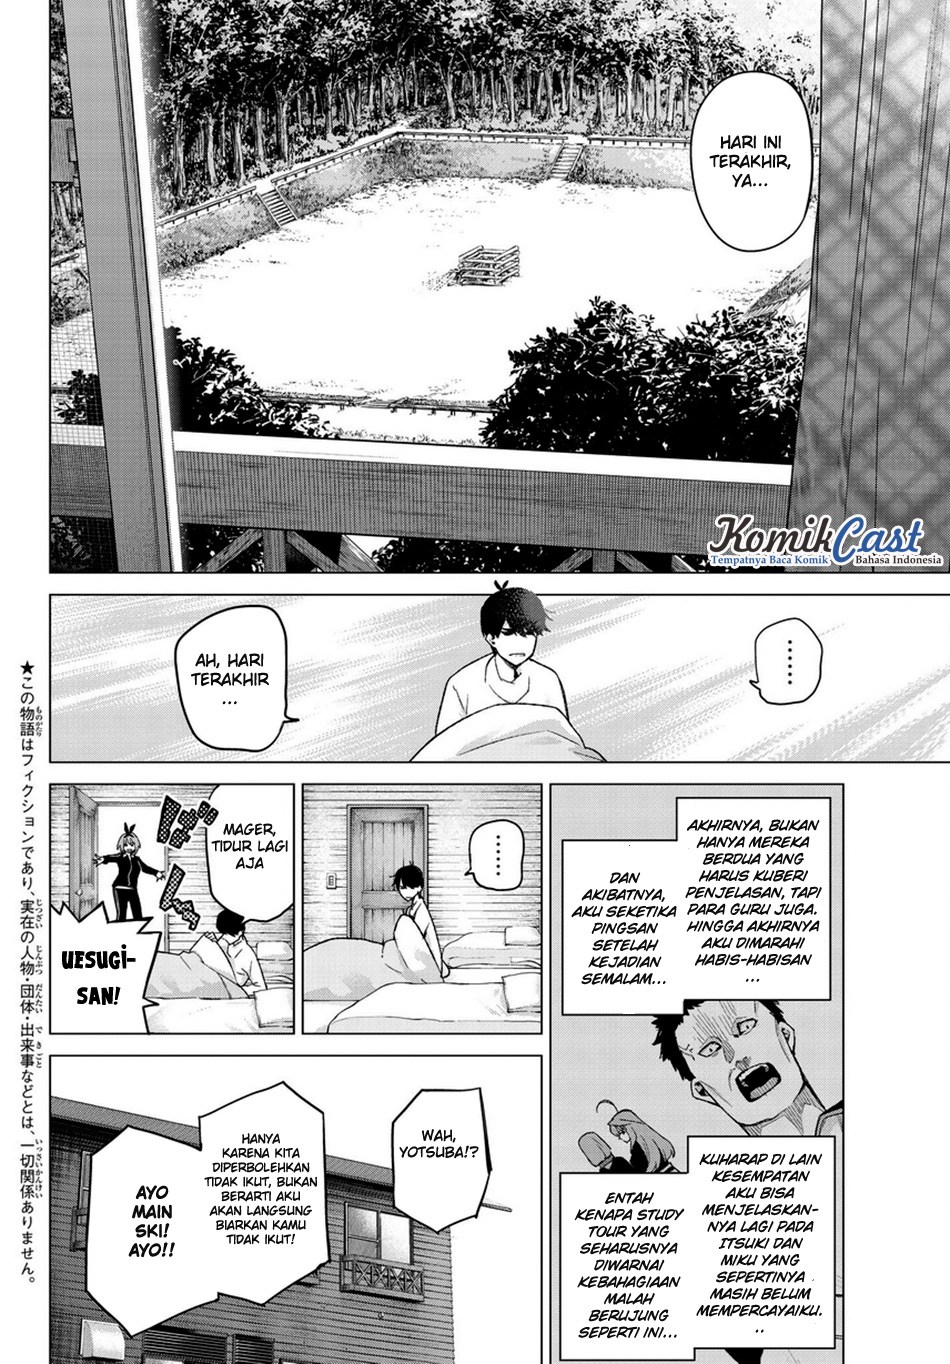 HARI INI
TERAKHIR,
YA...
KomikCast
Tempatnya Baca Komik Bahasa Indonesia
......
AH, HARI
TERAKHIR
...
AKHIRNYA, BUKAN
HANYA MEREKA
BERDUA YANG
HARUS KUBERI
PENJELASAN, TAPI
PARA GURU JUGA.
HINGGA AKHIRNYA
AKU DIMARAHI
HABIS-HABISAN
...
DAN
AKIBATNYA,
AKU SEKETIKA
PINGSAN
SETELAH
KEJADIAN
SEMALAM...
KUHARAP DI LAIN
KESEMPATAN
AKU BISA
MENJELASKAN-
NYA LAGI PADA
ITSUKI DAN
MIKU YANG
SEPERTINYA
MASIH BELUM
MEMPERCAYAIKU.
..
ENTAH
KENAPA STUDY
TOUR YANG
SEHARUSNYA
DIWARNAI
KEBAHAGIAAN
MALAH
BERUJUNG
SEPERTI INI...
......
MAGER,
TIDUR LAGI
AJA
UESUGI-
SAN!
WAH,
YOTSUBA!?
HANYA
KARENA KITA
DIPERBOLEHKAN
TIDAK IKUT, BUKAN
BERARTI AKU
AKAN LANGSUNG
BIARKAN KAMU
TIDAK IKUT!
AYO
MAIN
SKI!
AYO!!
★この物語はフィクションであり、実在の人物・団体・出来事などとは、一切関係ありません。